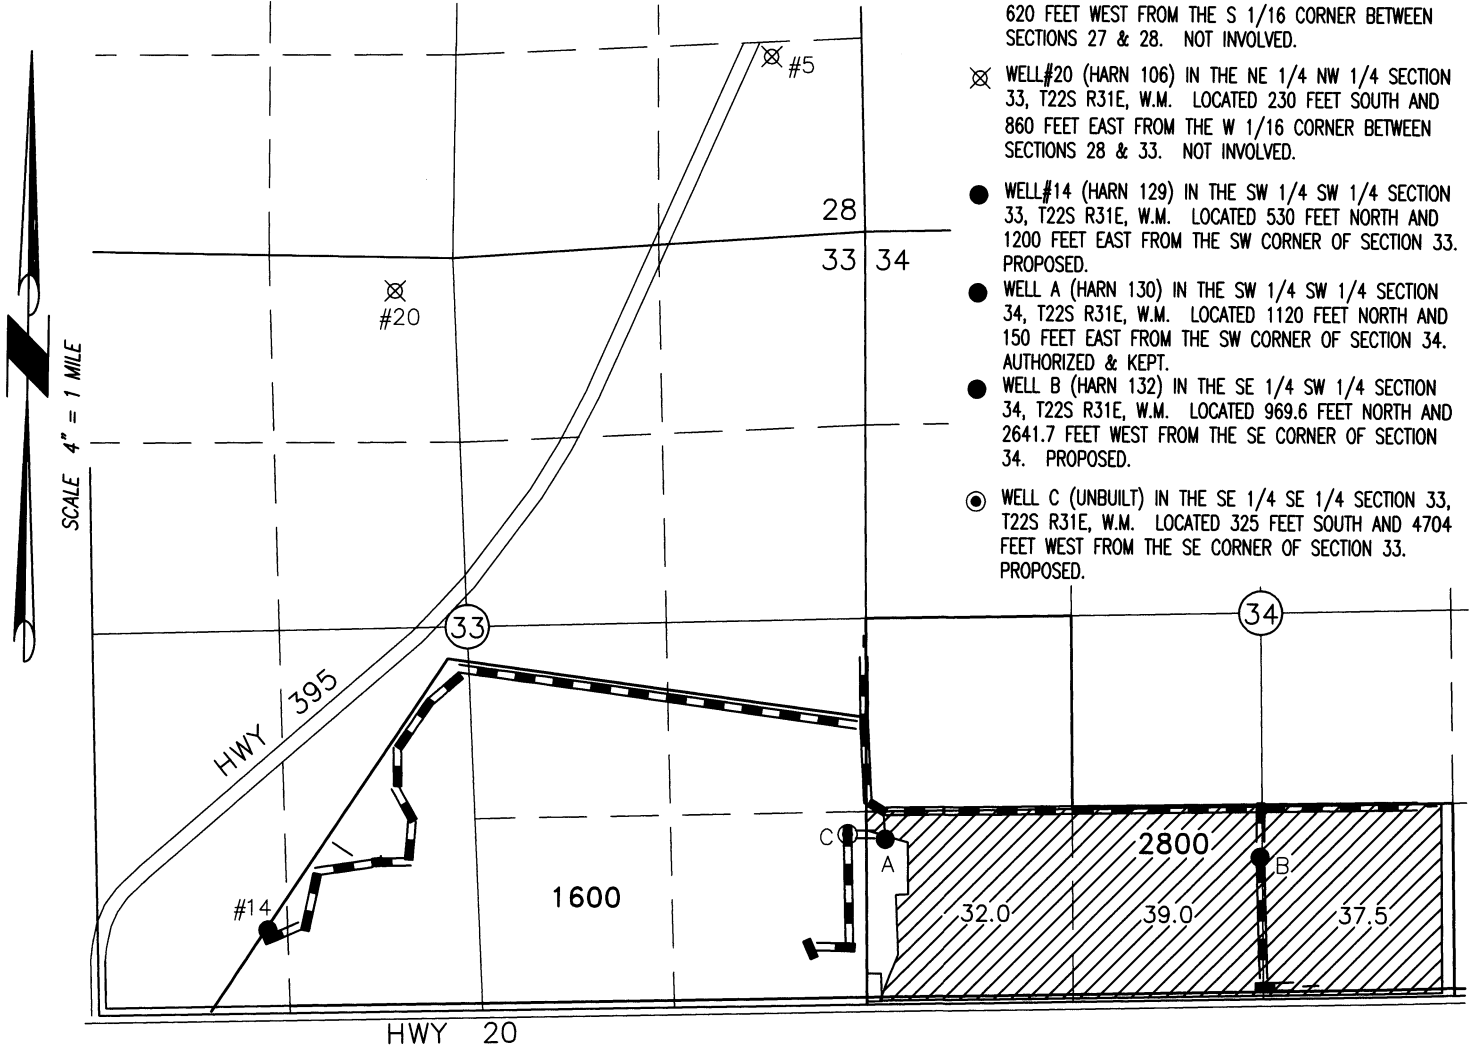 620 FEET WEST FROM THE S 1/16 CORNER BETWEEN
SECTIONS 27 & 28. NOT INVOLVED.
WELL#20 (HARN 106) IN THE NE 1/4 NW 1/4 SECTION
33, T22S R31E, W.M. LOCATED 230 FEET SOUTH AND
860 FEET EAST FROM THE W 1/16 CORNER BETWEEN
SECTIONS 28 & 33. NOT INVOLVED.
WELL#14 (HARN 129) IN THE SW 1/4 SW 1/4 SECTION
33, T22S R31E, W.M. LOCATED 530 FEET NORTH AND
1200 FEET EAST FROM THE SW CORNER OF SECTION 33.
PROPOSED.
WELL A (HARN 130) IN THE SW 1/4 SW 1/4 SECTION
34, T22S R31E, W.M. LOCATED 1120 FEET NORTH AND
150 FEET EAST FROM THE SW CORNER OF SECTION 34.
AUTHORIZED & KEPT.
WELL B (HARN 132) IN THE SE 1/4 SW 1/4 SECTION
34, T22S R31E, W.M. LOCATED 969.6 FEET NORTH AND
2641.7 FEET WEST FROM THE SE CORNER OF SECTION
34. PROPOSED.
WELL C (UNBUILT) IN THE SE 1/4 SE 1/4 SECTION 33,
T22S R31E, W.M. LOCATED 325 FEET SOUTH AND 4704
FEET WEST FROM THE SE CORNER OF SECTION 33.
PROPOSED.
#5
28
33 34
#20
N
SCALE 4" = 1 MILE
33
34
HWY 395
C
A
2800
B
#14
1600
32.0
39.0
37.5
HWY 20